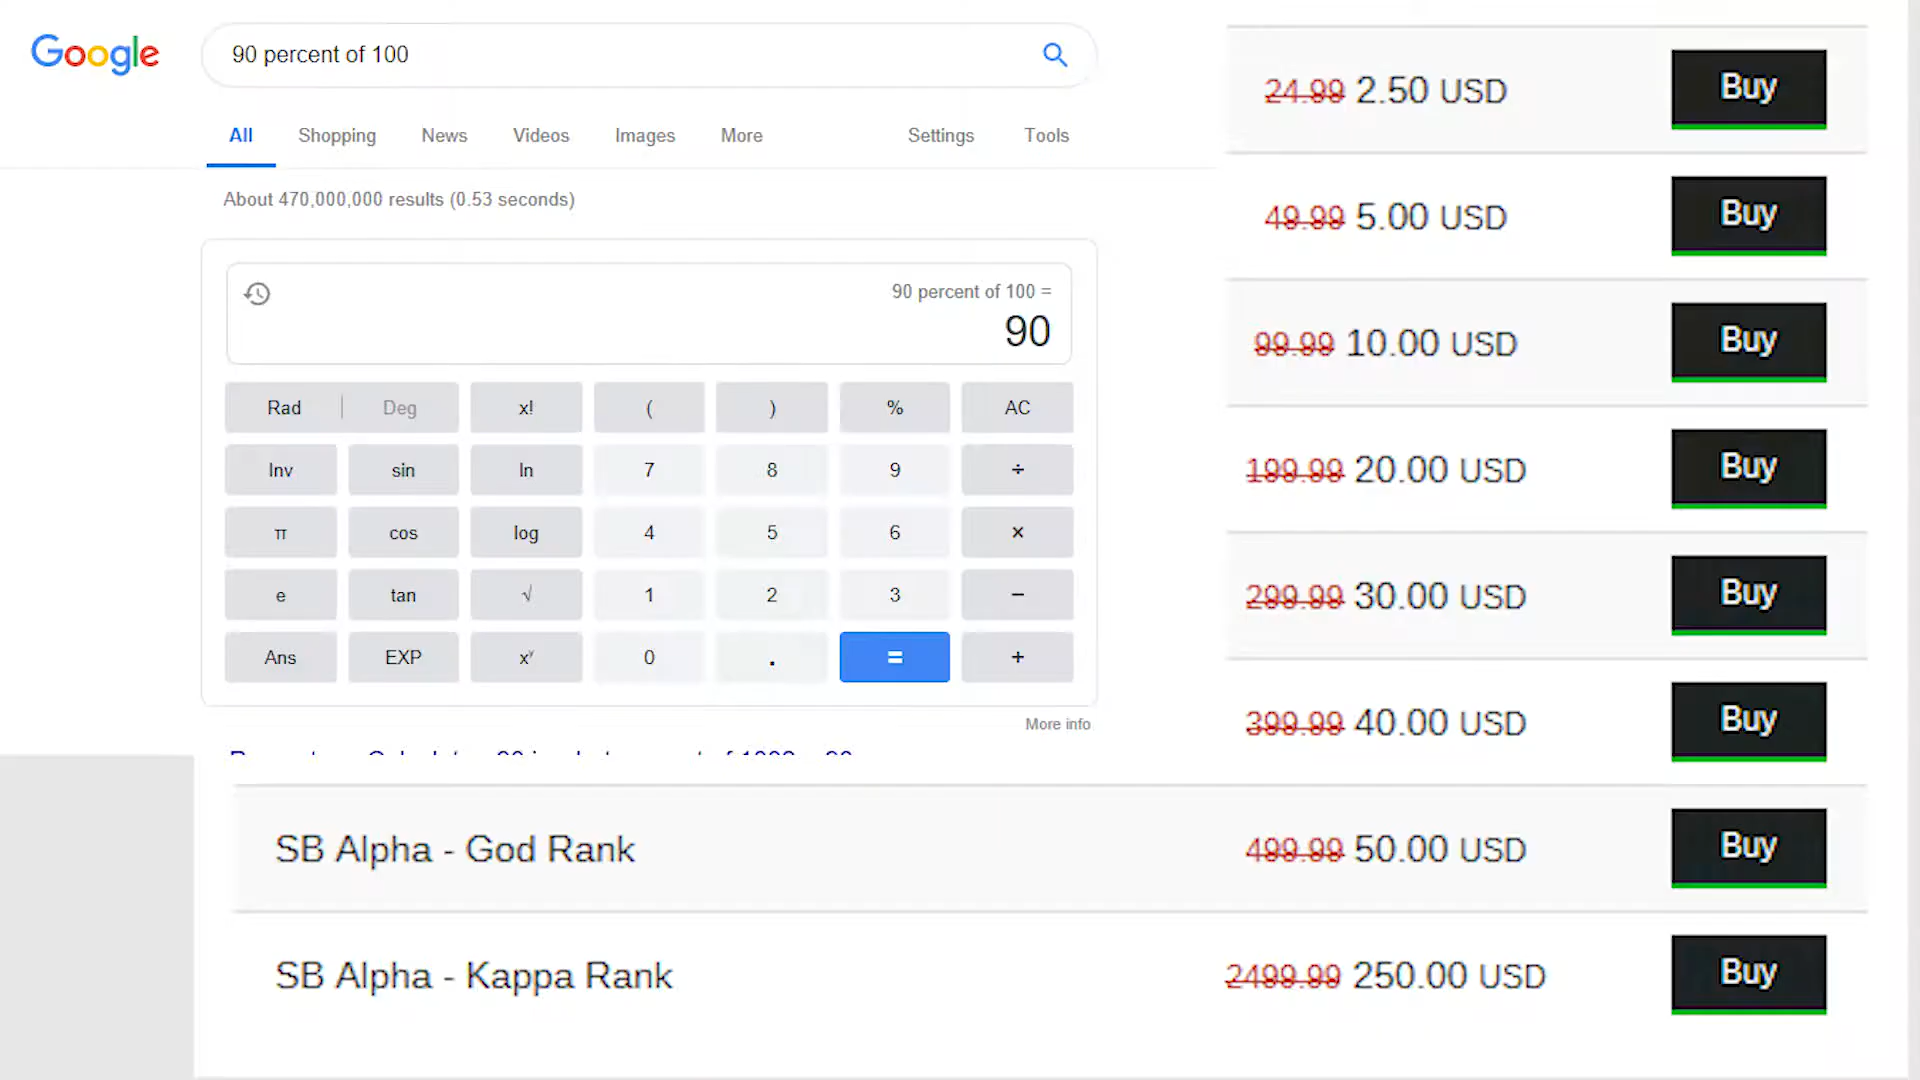 Google
90 percent of 100
All Shopping News Videos Images More Settings Tools
About 470,000,000 results (0.53 seconds)
90 percent of 100 =
90
Rad Deg x! ( ) % AC
Inv sin ln 7 8 9 ÷
π cos log 4 5 6 ×
e tan √ 1 2 3 −
Ans EXP xʸ 0 . = +
More info
24.99 2.50 USD Buy
49.99 5.00 USD Buy
99.99 10.00 USD Buy
199.99 20.00 USD Buy
299.99 30.00 USD Buy
399.99 40.00 USD Buy
SB Alpha - God Rank 499.99 50.00 USD Buy
SB Alpha - Kappa Rank 2499.99 250.00 USD Buy